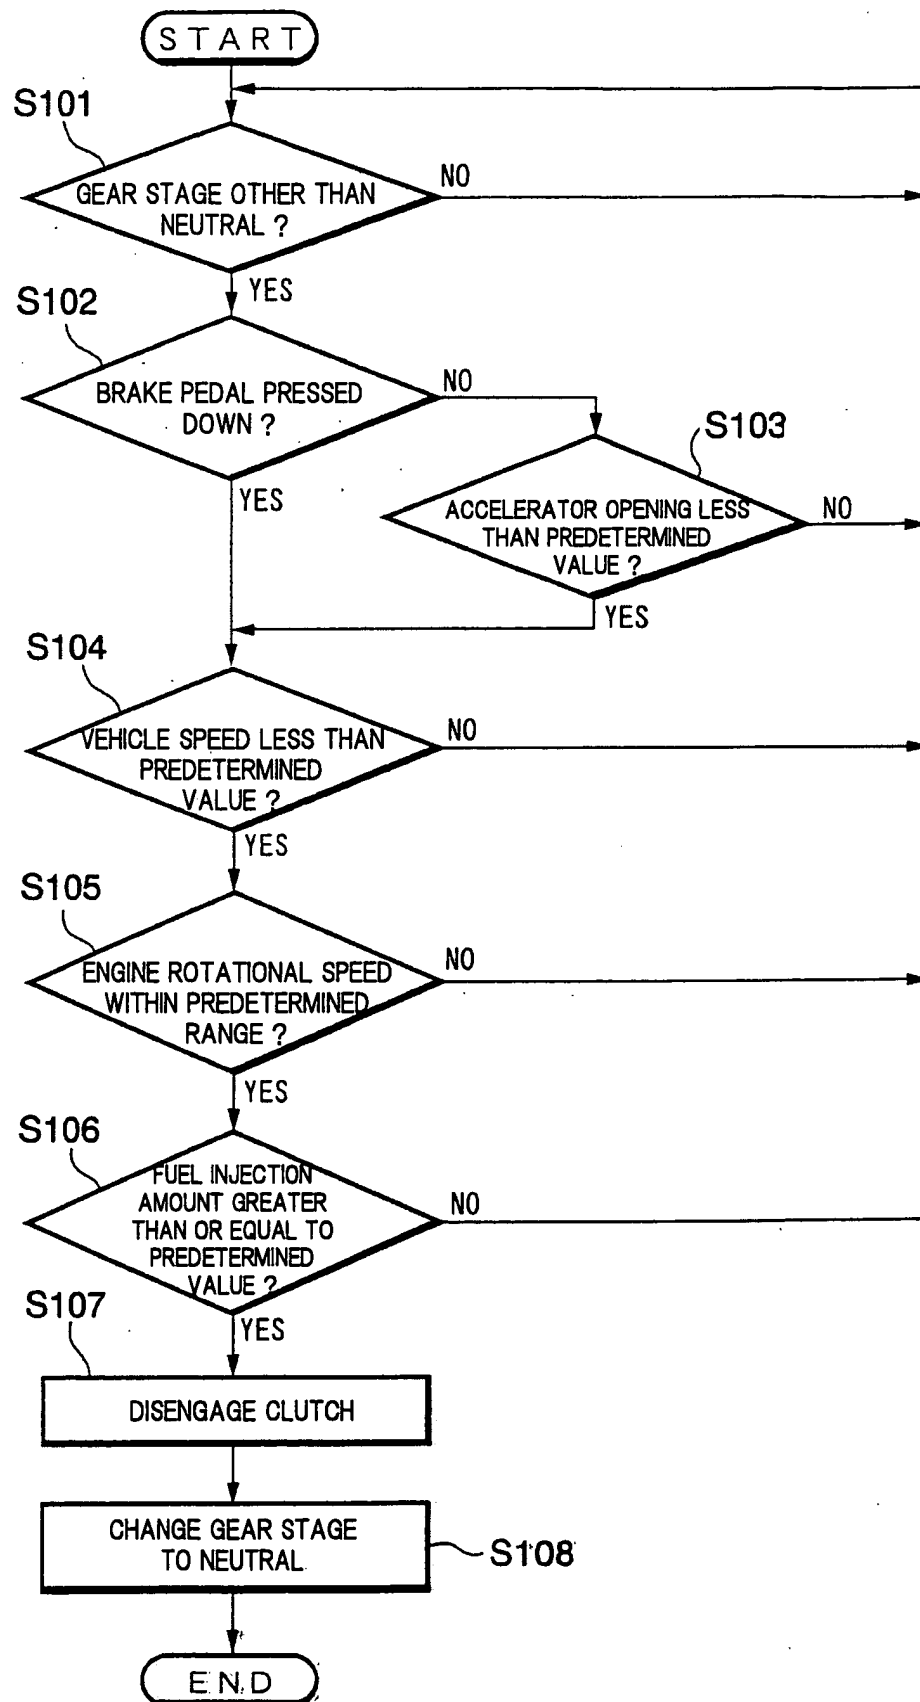 START
S101
GEAR STAGE OTHER THAN
NEUTRAL ?
NO
YES
S102
BRAKE PEDAL PRESSED
DOWN ?
NO
YES
S103
ACCELERATOR OPENING LESS
THAN PREDETERMINED
VALUE ?
NO
YES
S104
VEHICLE SPEED LESS THAN
PREDETERMINED
VALUE ?
NO
YES
S105
ENGINE ROTATIONAL SPEED
WITHIN PREDETERMINED
RANGE ?
NO
YES
S106
FUEL INJECTION
AMOUNT GREATER
THAN OR EQUAL TO
PREDETERMINED
VALUE ?
NO
YES
S107
DISENGAGE CLUTCH
CHANGE GEAR STAGE
TO NEUTRAL
S108
END